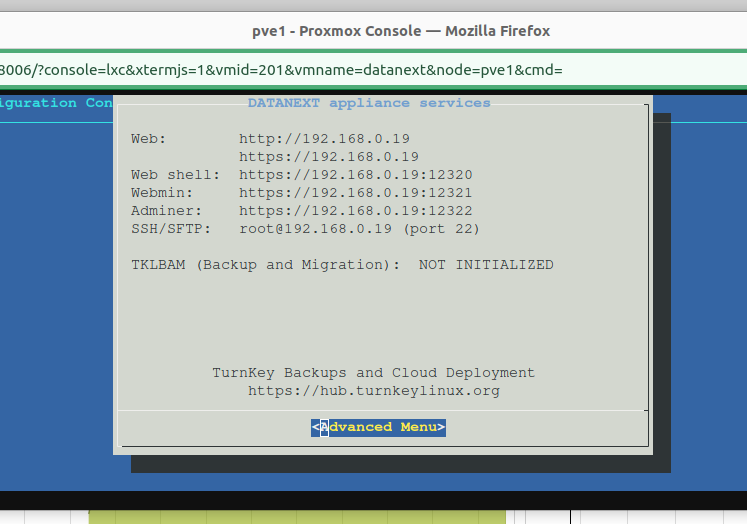 pve1 - Proxmox Console — Mozilla Firefox
8006/?console=lxc&xtermjs=1&vmid=201&vmname=datanext&node=pve1&cmd=
iguration Con
DATANEXT appliance services
Web: http://192.168.0.19
https://192.168.0.19
Web shell: https://192.168.0.19:12320
Webmin: https://192.168.0.19:12321
Adminer: https://192.168.0.19:12322
SSH/SFTP: root@192.168.0.19 (port 22)
TKLBAM (Backup and Migration): NOT INITIALIZED
TurnKey Backups and Cloud Deployment
https://hub.turnkeylinux.org
<Advanced Menu>